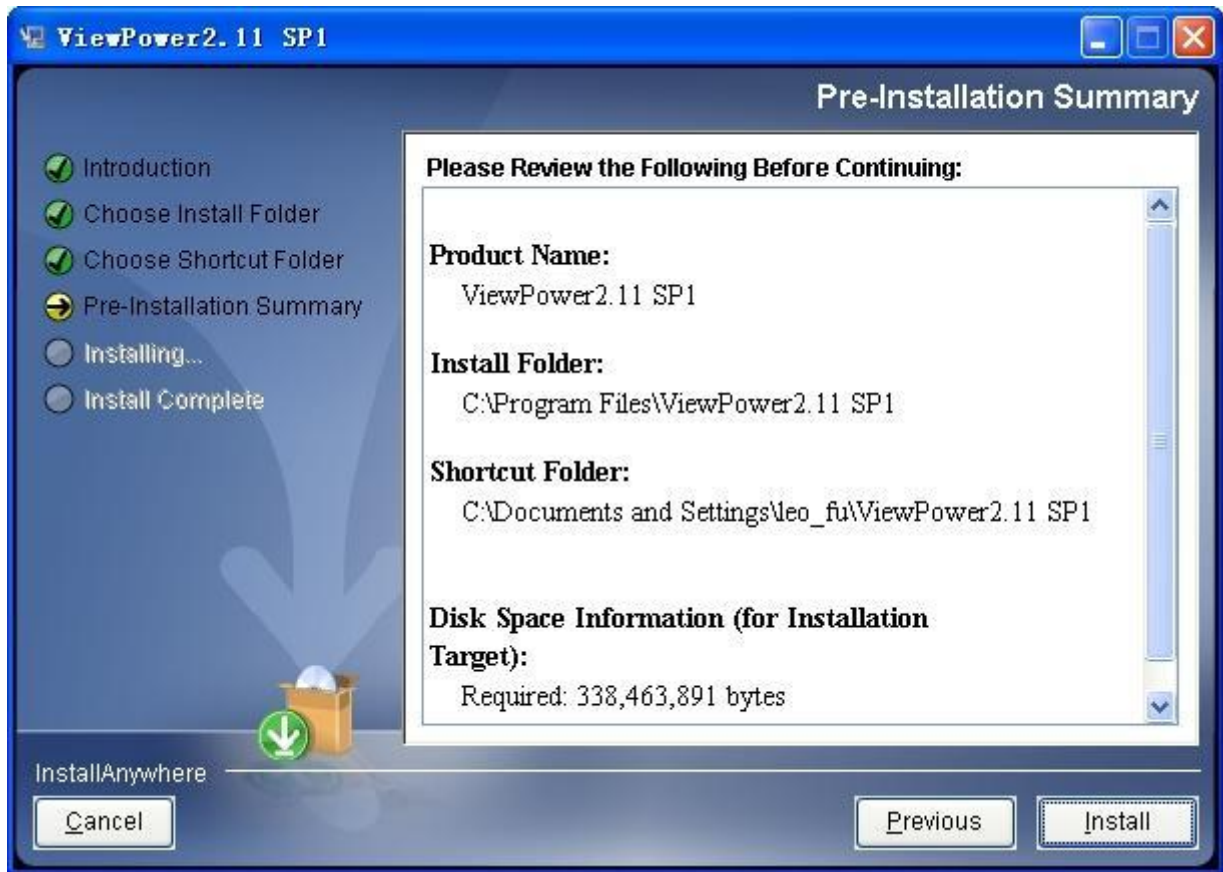 ViewPower2.11 SP1
Pre-Installation Summary
Introduction
Choose Install Folder
Choose Shortcut Folder
Pre-Installation Summary
Installing...
Install Complete
Please Review the Following Before Continuing:
Product Name:
ViewPower2.11 SP1
Install Folder:
C:\Program Files\ViewPower2.11 SP1
Shortcut Folder:
C:\Documents and Settings\leo_fu\ViewPower2.11 SP1
Disk Space Information (for Installation
Target):
Required: 338,463,891 bytes
InstallAnywhere
Cancel
Previous
Install